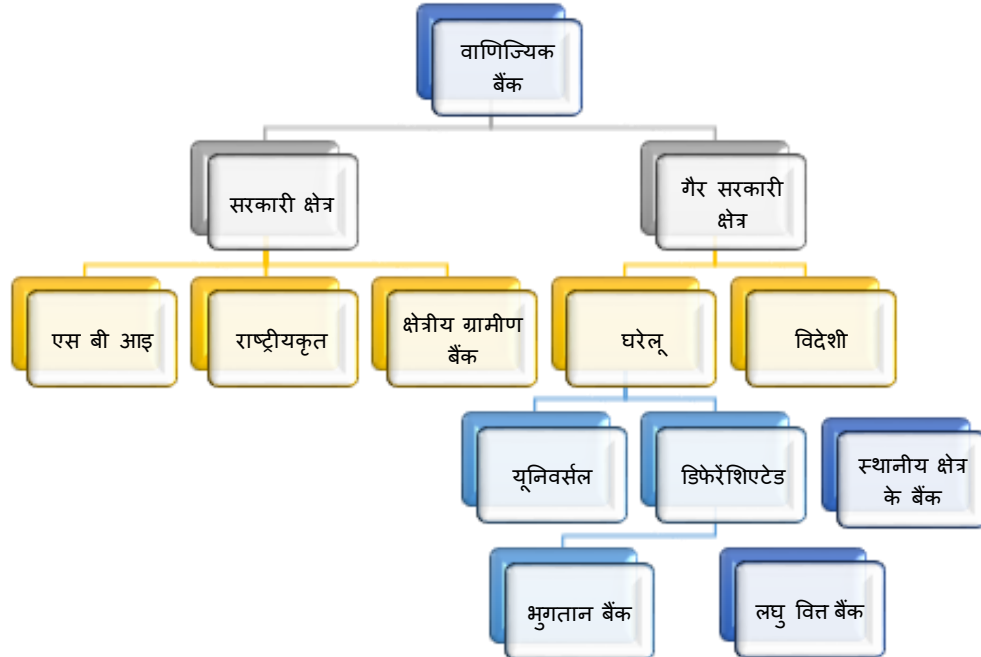 वाणिज्यिक
बैंक
सरकारी क्षेत्र
गैर सरकारी
क्षेत्र
एस बी आइ
राष्ट्रीयकृत
क्षेत्रीय ग्रामीण
बैंक
घरेलू
विदेशी
यूनिवर्सल
डिफेरेंशिएटेड
स्थानीय क्षेत्र
के बैंक
भुगतान बैंक
लघु वित्त बैंक